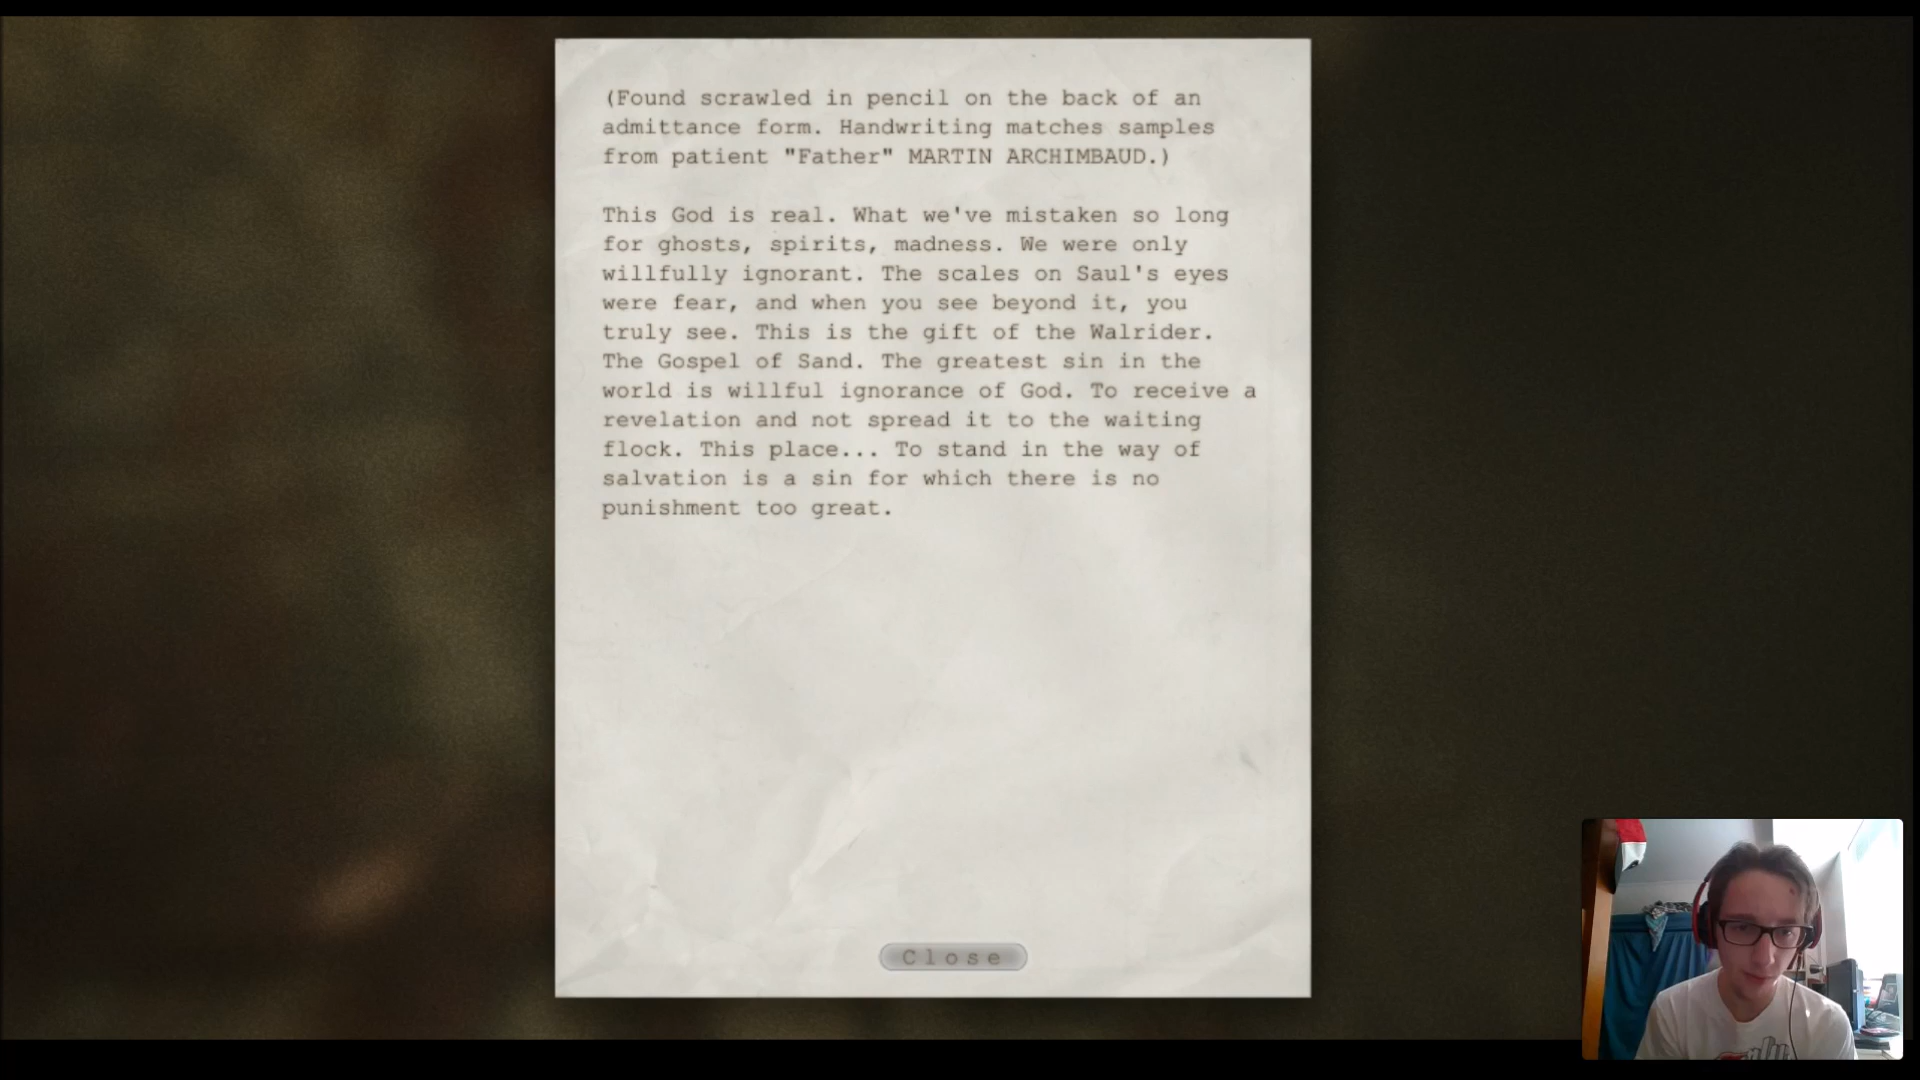 (Found scrawled in pencil on the back of an
admittance form. Handwriting matches samples
from patient "Father" MARTIN ARCHIMBAUD.)
This God is real. What we've mistaken so long
for ghosts, spirits, madness. We were only
willfully ignorant. The scales on Saul's eyes
were fear, and when you see beyond it, you
truly see. This is the gift of the Walrider.
The Gospel of Sand. The greatest sin in the
world is willful ignorance of God. To receive a
revelation and not spread it to the waiting
flock. This place... To stand in the way of
salvation is a sin for which there is no
punishment too great.
Close